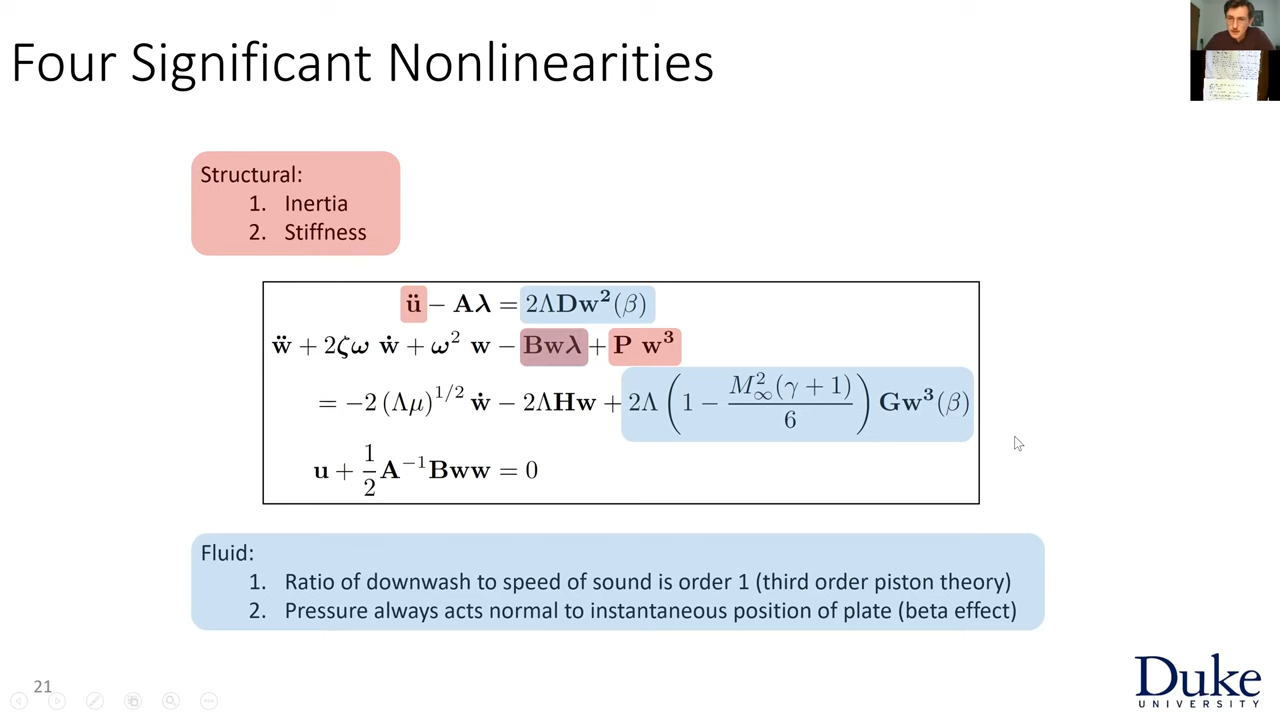 Four Significant Nonlinearities
Structural:
1. Inertia
2. Stiffness
ü − Aλ = 2ΛDw²(β)
ẅ + 2ζω ẇ + ω² w − Bwλ + P w³
= −2 (Λμ)^{1/2} ẇ − 2ΛHw + 2Λ (1 − M∞²(γ + 1)/6) Gw³(β)
u + 1/2 A⁻¹Bww = 0
Fluid:
1. Ratio of downwash to speed of sound is order 1 (third order piston theory)
2. Pressure always acts normal to instantaneous position of plate (beta effect)
21
Duke
UNIVERSITY